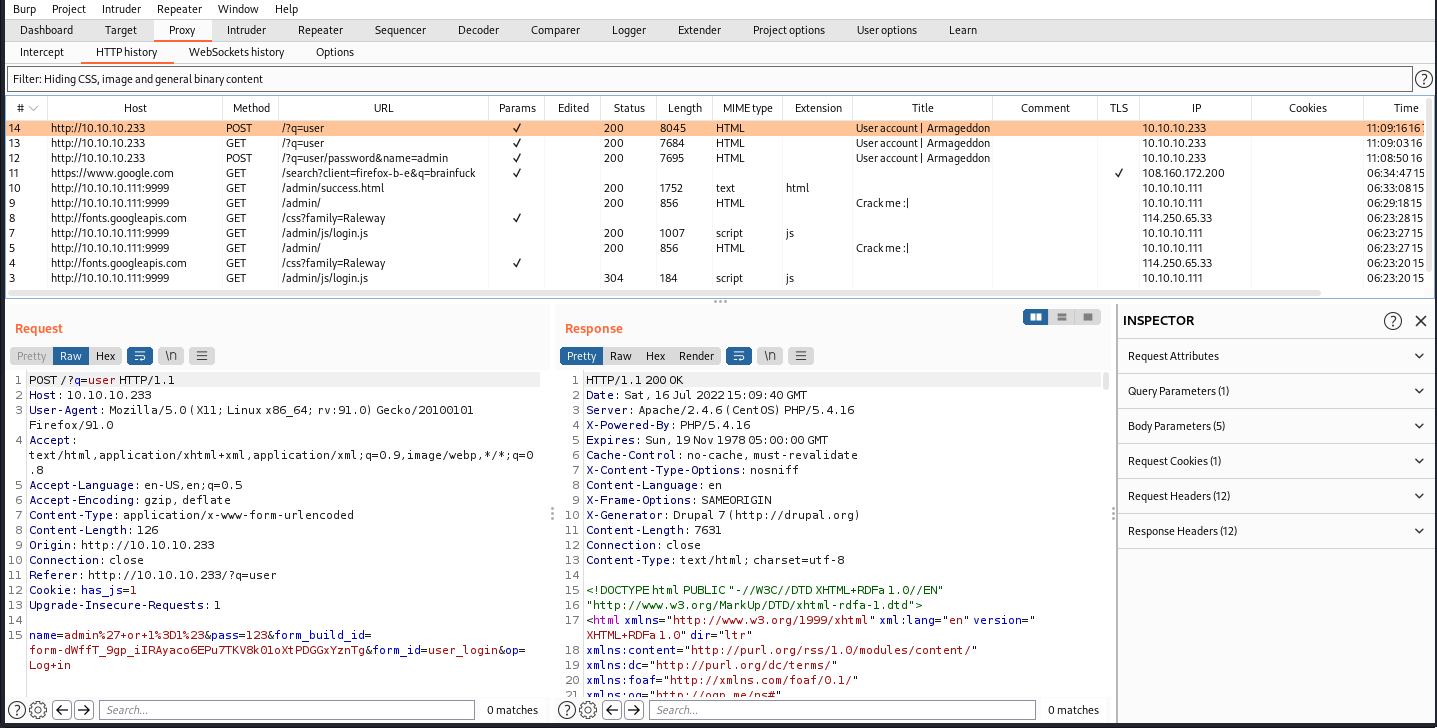 Burp Project Intruder Repeater Window Help
Dashboard Target Proxy Intruder Repeater Sequencer Decoder Comparer Logger Extender Project options User options Learn
Intercept HTTP history WebSockets history Options
Filter: Hiding CSS, image and general binary content
# Host Method URL Params Edited Status Length MIME type Extension Title Comment TLS IP Cookies Time
14 http://10.10.10.233 POST /?q=user ✓ 200 8045 HTML User account | Armageddon 10.10.10.233 11:09:16 16
13 http://10.10.10.233 GET /?q=user ✓ 200 7684 HTML User account | Armageddon 10.10.10.233 11:09:03 16
12 http://10.10.10.233 POST /?q=user/password&name=admin ✓ 200 7695 HTML User account | Armageddon 10.10.10.233 11:08:50 16
11 https://www.google.com GET /search?client=firefox-b-e&q=brainfuck ✓ ✓ 108.160.172.200 06:34:47 15
10 http://10.10.10.111:9999 GET /admin/success.html 200 1752 text html 10.10.10.111 06:33:08 15
9 http://10.10.10.111:9999 GET /admin/ 200 856 HTML Crack me :| 10.10.10.111 06:29:18 15
8 http://fonts.googleapis.com GET /css?family=Raleway ✓ 114.250.65.33 06:23:28 15
7 http://10.10.10.111:9999 GET /admin/js/login.js 200 1007 script js 10.10.10.111 06:23:27 15
5 http://10.10.10.111:9999 GET /admin/ 200 856 HTML Crack me :| 10.10.10.111 06:23:27 15
4 http://fonts.googleapis.com GET /css?family=Raleway ✓ 114.250.65.33 06:23:20 15
3 http://10.10.10.111:9999 GET /admin/js/login.js 304 184 script js 10.10.10.111 06:23:20 15
Request
Pretty Raw Hex \n
1 POST /?q=user HTTP/1.1
2 Host: 10.10.10.233
3 User-Agent: Mozilla/5.0 (X11; Linux x86_64; rv:91.0) Gecko/20100101
Firefox/91.0
4 Accept:
text/html,application/xhtml+xml,application/xml;q=0.9,image/webp,*/*;q=0
.8
5 Accept-Language: en-US,en;q=0.5
6 Accept-Encoding: gzip, deflate
7 Content-Type: application/x-www-form-urlencoded
8 Content-Length: 126
9 Origin: http://10.10.10.233
10 Connection: close
11 Referer: http://10.10.10.233/?q=user
12 Cookie: has_js=1
13 Upgrade-Insecure-Requests: 1
14
15 name=admin%27+or+1%3D1%23&pass=123&form_build_id=
form-dWffT_9gp_iIRAyaco6EPu7TKV8k01oXtPDGGxYznTg&form_id=user_login&op=
Log+in
Search... 0 matches
Response
Pretty Raw Hex Render \n
1 HTTP/1.1 200 OK
2 Date: Sat, 16 Jul 2022 15:09:40 GMT
3 Server: Apache/2.4.6 (CentOS) PHP/5.4.16
4 X-Powered-By: PHP/5.4.16
5 Expires: Sun, 19 Nov 1978 05:00:00 GMT
6 Cache-Control: no-cache, must-revalidate
7 X-Content-Type-Options: nosniff
8 Content-Language: en
9 X-Frame-Options: SAMEORIGIN
10 X-Generator: Drupal 7 (http://drupal.org)
11 Content-Length: 7631
12 Connection: close
13 Content-Type: text/html; charset=utf-8
14
15 <!DOCTYPE html PUBLIC "-//W3C//DTD XHTML+RDFa 1.0//EN"
16 "http://www.w3.org/MarkUp/DTD/xhtml-rdfa-1.dtd">
17 <html xmlns="http://www.w3.org/1999/xhtml" xml:lang="en" version="
XHTML+RDFa 1.0" dir="ltr"
18 xmlns:content="http://purl.org/rss/1.0/modules/content/"
19 xmlns:dc="http://purl.org/dc/terms/"
20 xmlns:foaf="http://xmlns.com/foaf/0.1/"
21 xmlns:og="http://ogp.me/ns#"
Search... 0 matches
INSPECTOR
Request Attributes
Query Parameters (1)
Body Parameters (5)
Request Cookies (1)
Request Headers (12)
Response Headers (12)